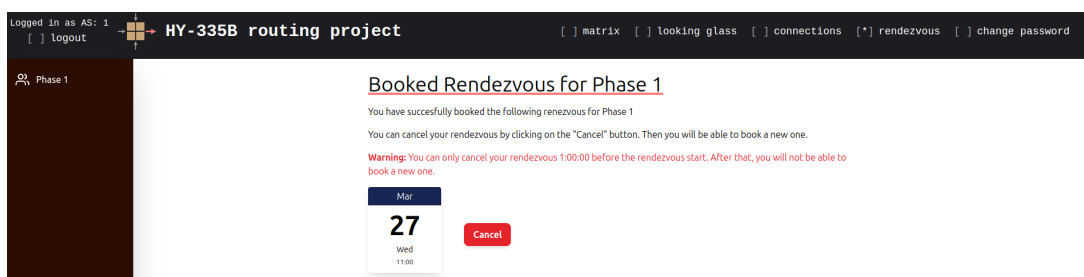 Logged in as AS: 1
[ ] logout
HY-335B routing project
[ ] matrix [ ] looking glass [ ] connections [*] rendezvous [ ] change password
Phase 1
Booked Rendezvous for Phase 1
You have succesfully booked the following renezvous for Phase 1
You can cancel your rendezvous by clicking on the "Cancel" button. Then you will be able to book a new one.
Warning: You can only cancel your rendezvous 1:00:00 before the rendezvous start. After that, you will not be able to
book a new one.
Mar
27
Wed
11:00
Cancel